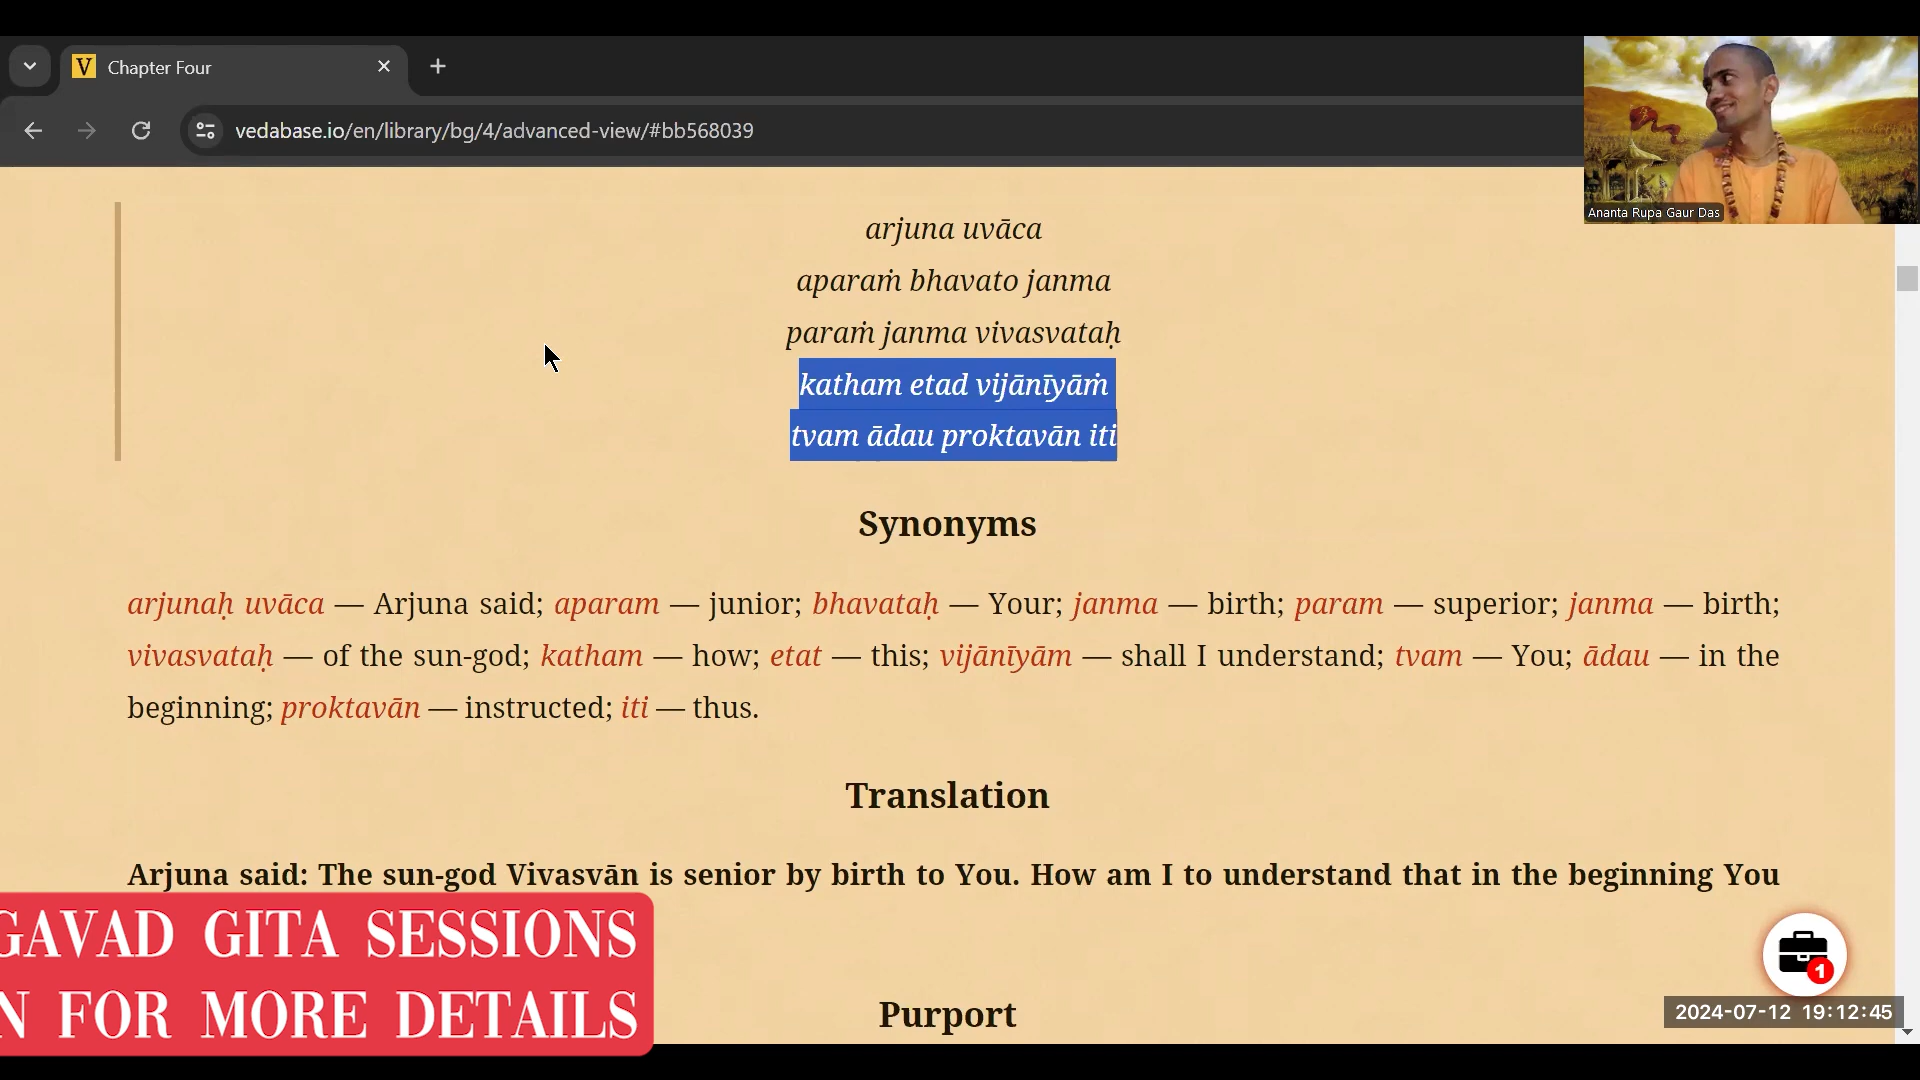 V Chapter Four
vedabase.io/en/library/bg/4/advanced-view/#bb568039
Ananta Rupa Gaur Das
arjuna uvāca
aparaṁ bhavato janma
paraṁ janma vivasvataḥ
katham etad vijānīyāṁ
tvam ādau proktavān iti
Synonyms
arjunaḥ uvāca — Arjuna said; aparam — junior; bhavataḥ — Your; janma — birth; param — superior; janma — birth;
vivasvataḥ — of the sun-god; katham — how; etat — this; vijānīyām — shall I understand; tvam — You; ādau — in the
beginning; proktavān — instructed; iti — thus.
Translation
Arjuna said: The sun-god Vivasvān is senior by birth to You. How am I to understand that in the beginning You
GAVAD GITA SESSIONS
N FOR MORE DETAILS
1
Purport
2024-07-12 19:12:45